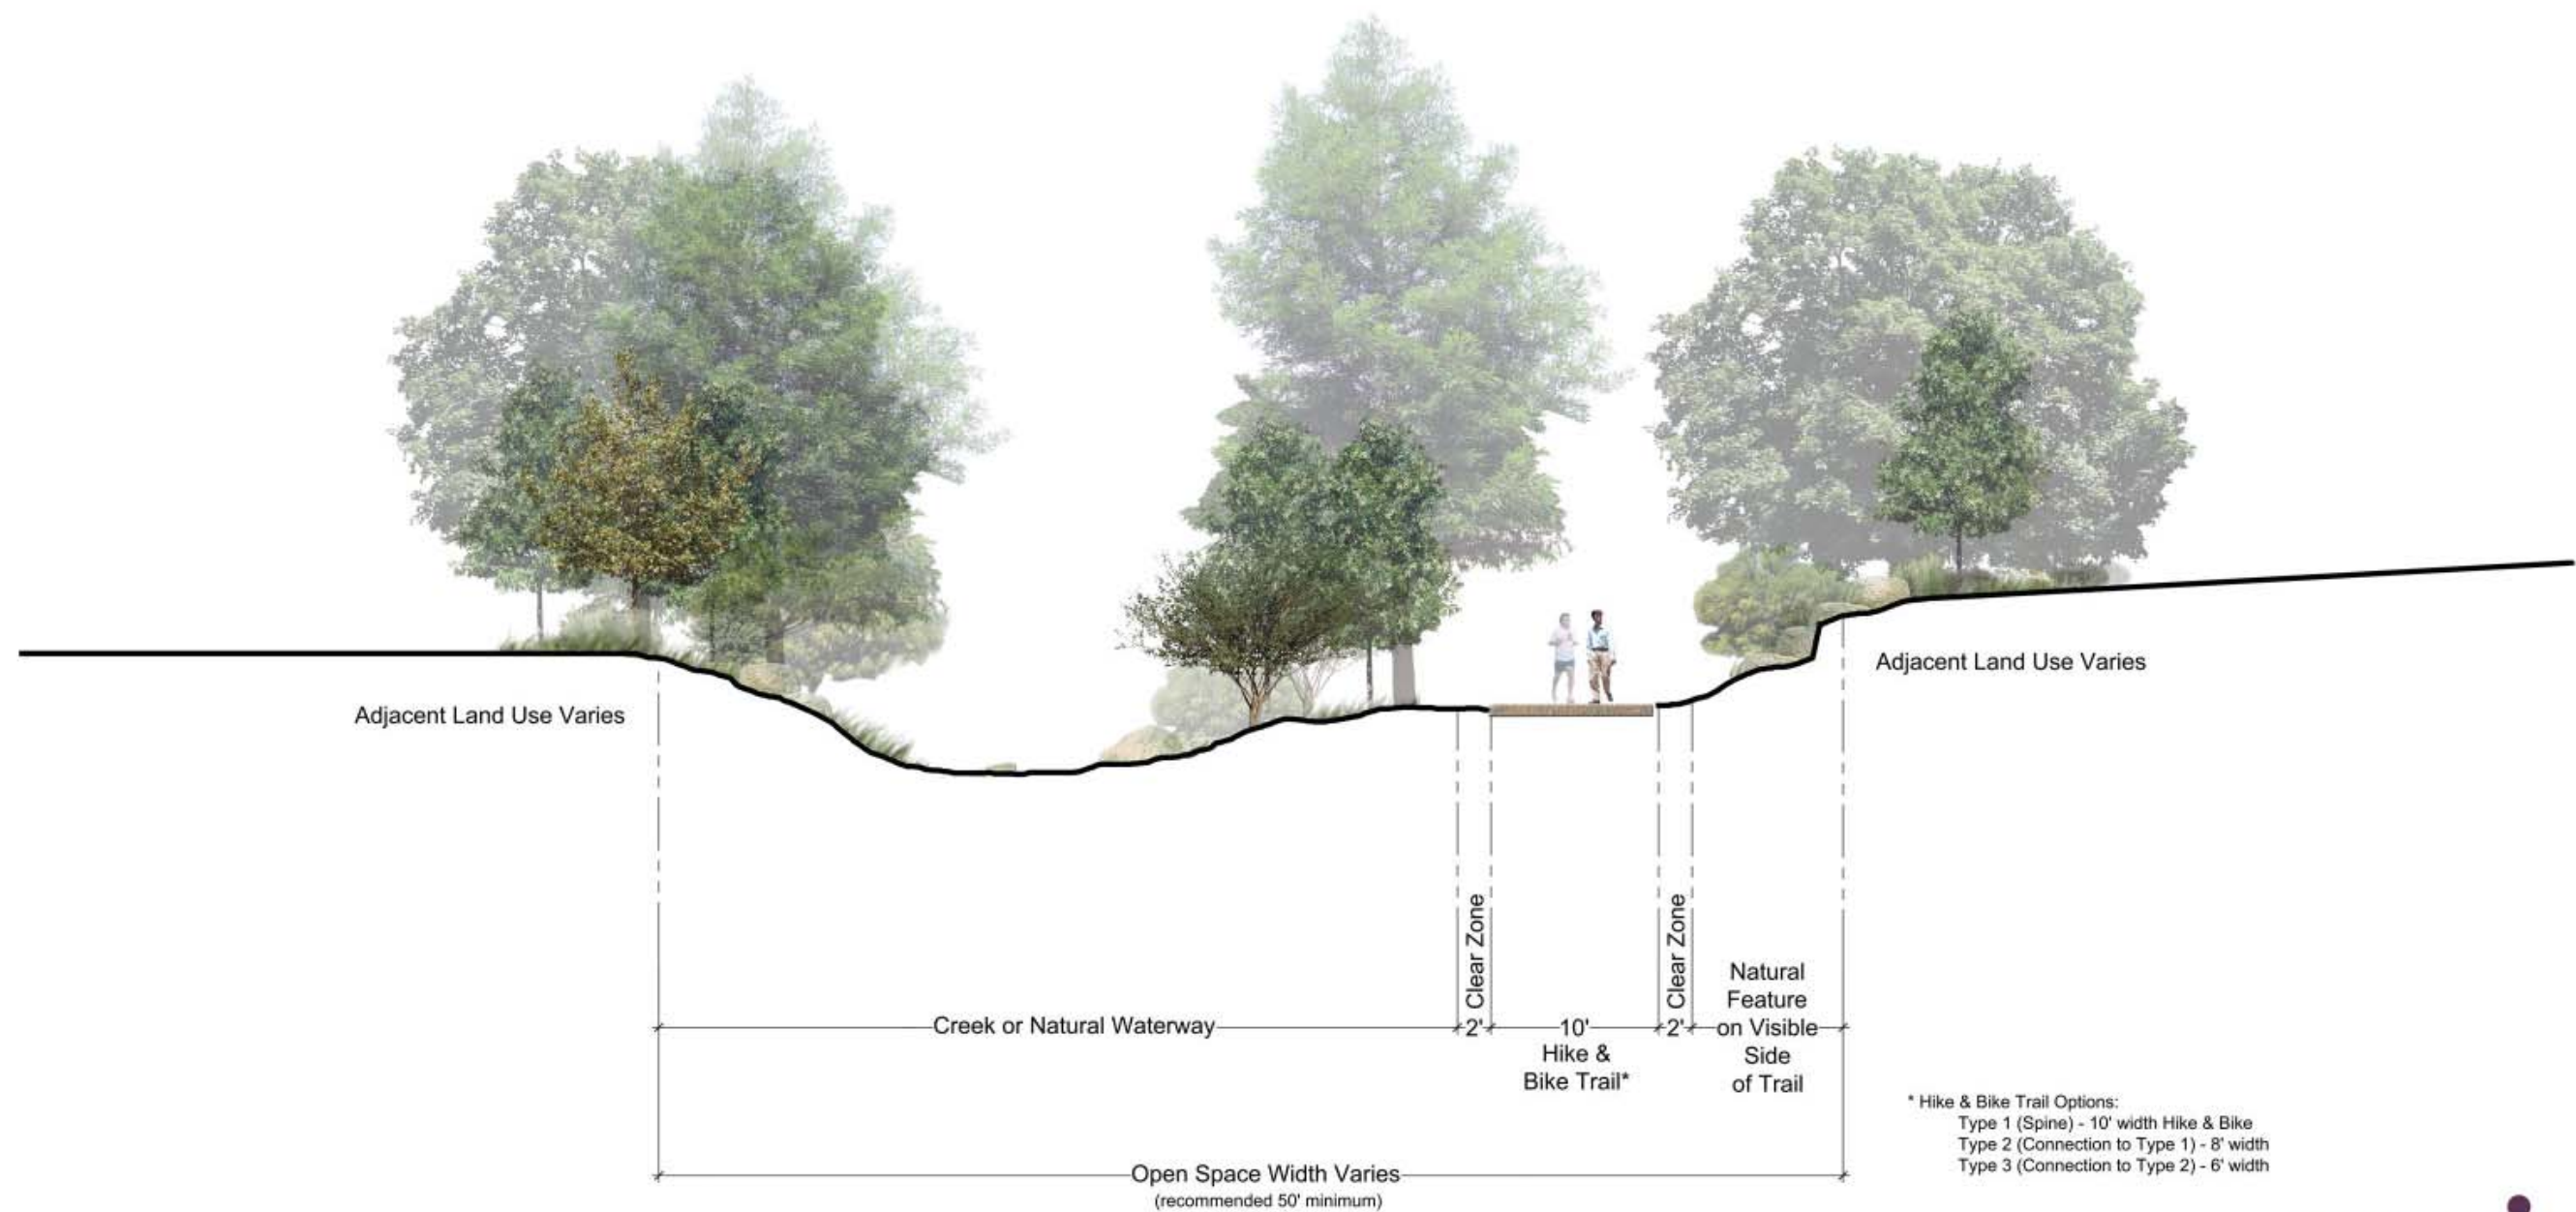 Adjacent Land Use Varies
Adjacent Land Use Varies
Creek or Natural Waterway
2'
Clear Zone
10'
Hike &
Bike Trail*
2'
Clear Zone
Natural
Feature
on Visible
Side
of Trail
* Hike & Bike Trail Options:
Type 1 (Spine) - 10' width Hike & Bike
Type 2 (Connection to Type 1) - 8' width
Type 3 (Connection to Type 2) - 6' width
Open Space Width Varies
(recommended 50' minimum)